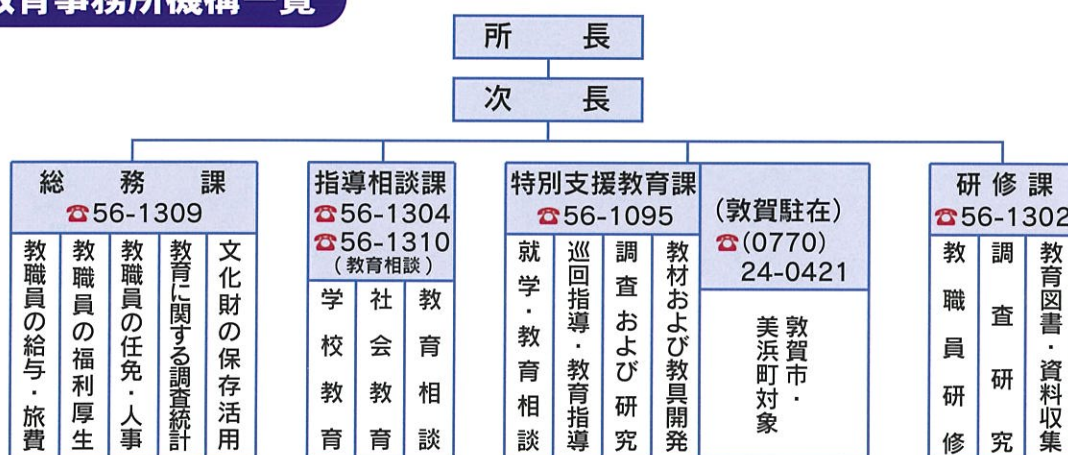 教育事務所機構一覧
所長
次長
総務課
☎56-1309
教職員の給与・旅費
教職員の福利厚生
教職員の任免・人事
教育に関する調査統計
文化財の保存活用
指導相談課
☎56-1304
☎56-1310
(教育相談)
学校教育
社会教育
教育相談
特別支援教育課
☎56-1095
就学・教育相談
巡回指導・教育指導
調査および研究
教材および教具開発
(敦賀駐在)
☎(0770)
24-0421
敦賀市・
美浜町対象
研修課
☎56-1302
教職員研修
調査研究
教育図書・資料収集